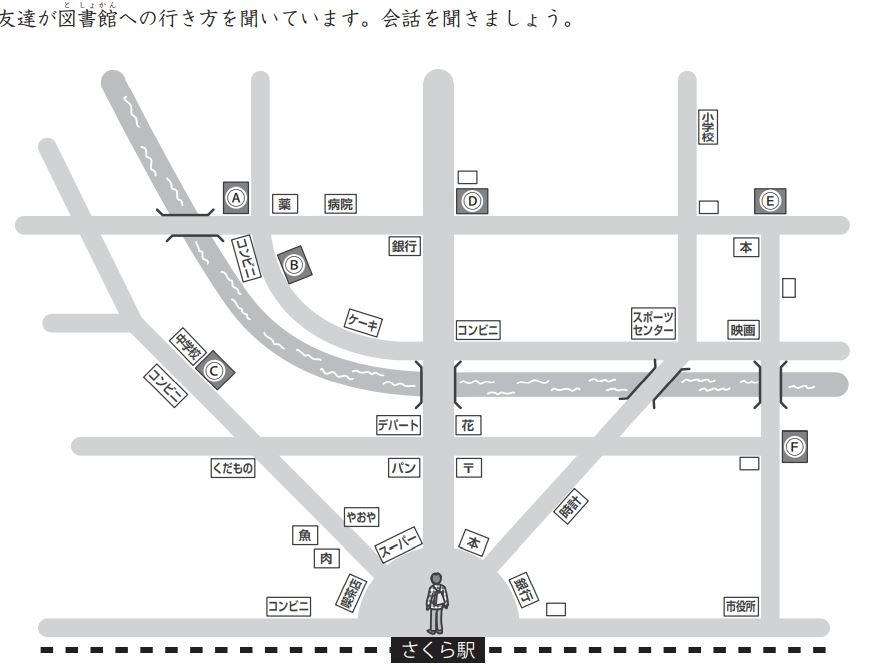 と しょかん
友達が図書館への行き方を聞いています。会話を聞きましょう。
小学校
A
薬
病院
D
E
銀行
本
コンビニ
B
ケーキ
コンビニ
スポーツ
センター
映画
中学校
C
コンビニ
デパート
花
F
くだもの
パン
〒
時計
やおや
魚
スーパー
本
肉
喫茶店
銀行
コンビニ
市役所
さくら駅